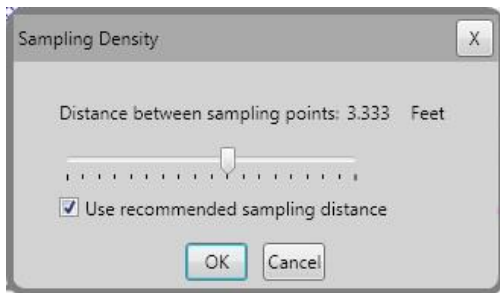 Sampling Density X
Distance between sampling points: 3.333 Feet
Use recommended sampling distance
OK Cancel